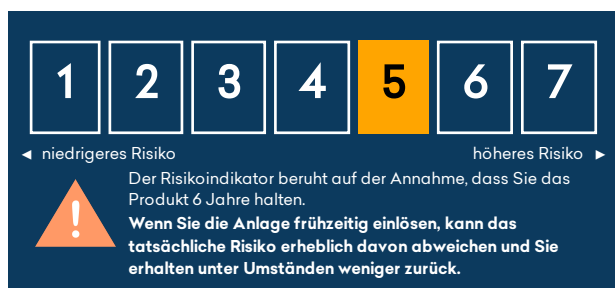 1 2 3 4 5 6 7
◄ niedrigeres Risiko höheres Risiko ►
Der Risikoindikator beruht auf der Annahme, dass Sie das
Produkt 6 Jahre halten.
Wenn Sie die Anlage frühzeitig einlösen, kann das
tatsächliche Risiko erheblich davon abweichen und Sie
erhalten unter Umständen weniger zurück.